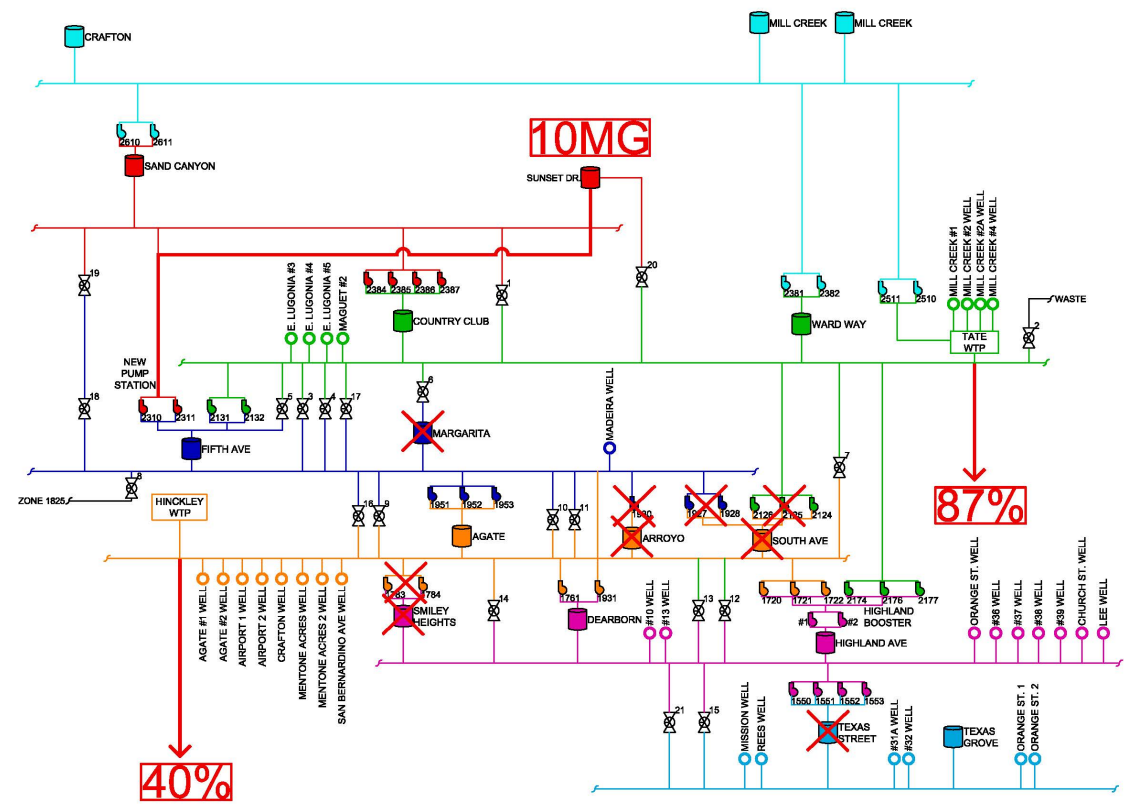 CRAFTON
MILL CREEK
MILL CREEK
10MG
2610
2611
SAND CANYON
SUNSET DR.
19
1
20
E. LUGONIA #3
E. LUGONIA #4
E. LUGONIA #5
MAGUET #2
2384
2385
2386
2387
COUNTRY CLUB
2381
2382
WARD WAY
2511
2510
MILL CREEK #1
MILL CREEK #2 WELL
MILL CREEK #2A WELL
MILL CREEK #4 WELL
TATE
WTP
WASTE
2
NEW
PUMP
STATION
18
2310
2311
2131
2132
5
3
4
17
6
MARGARITA
FIFTH AVE
MADEIRA WELL
7
ZONE 1825
8
HINCKLEY
WTP
16
9
1951
1952
1953
AGATE
10
11
1930
ARROYO
1927
1928
2126
2125
2124
SOUTH AVE
87%
AGATE #1 WELL
AGATE #2 WELL
AIRPORT 1 WELL
AIRPORT 2 WELL
CRAFTON WELL
MENTONE ACRES WELL
MENTONE ACRES 2 WELL
SAN BERNARDINO AVE WELL
1783
1784
SMILEY
HEIGHTS
14
1761
1931
DEARBORN
#10 WELL
#13 WELL
13
12
1720
1721
1722
2174
2176
2177
HIGHLAND
BOOSTER
#1
#2
HIGHLAND AVE
ORANGE ST. WELL
#36 WELL
#37 WELL
#38 WELL
#39 WELL
CHURCH ST. WELL
LEE WELL
1550
1551
1552
1553
21
15
MISSION WELL
REES WELL
TEXAS
STREET
#31A WELL
#32 WELL
TEXAS
GROVE
ORANGE ST. 1
ORANGE ST. 2
40%